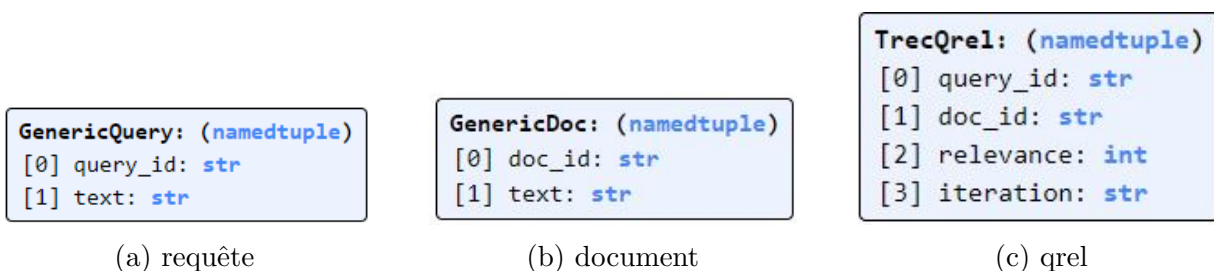 GenericQuery: (namedtuple)
[0] query_id: str
[1] text: str
(a) requête
GenericDoc: (namedtuple)
[0] doc_id: str
[1] text: str
(b) document
TrecQrel: (namedtuple)
[0] query_id: str
[1] doc_id: str
[2] relevance: int
[3] iteration: str
(c) qrel